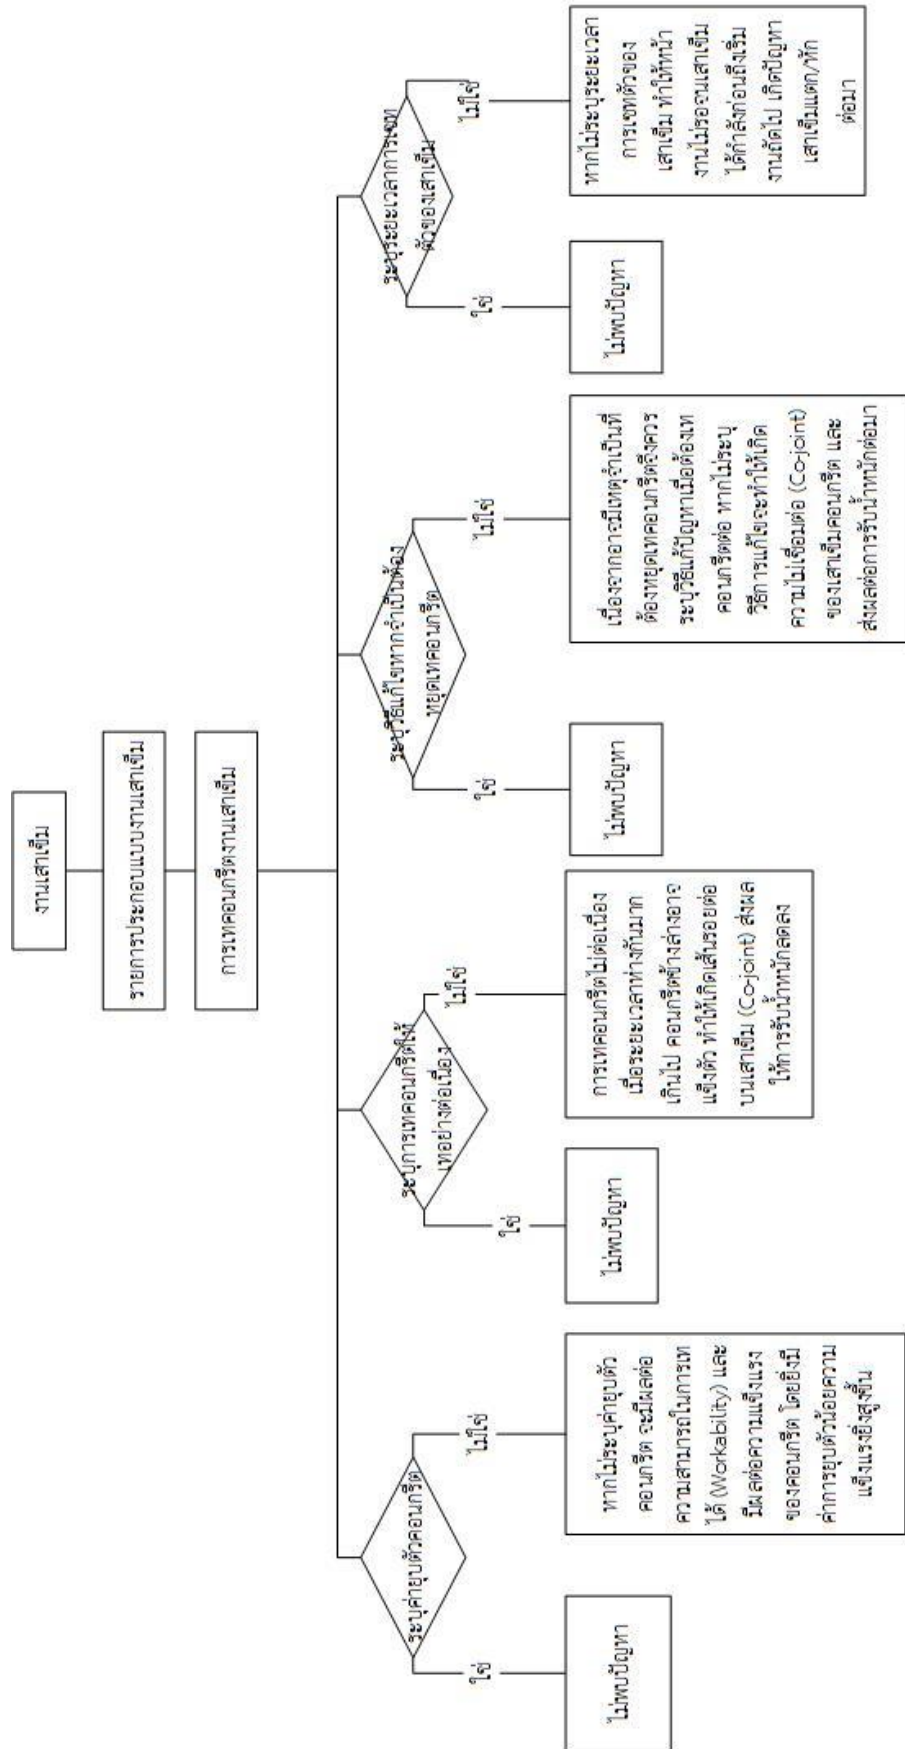 งานเสาเข็ม
รายการประกอบแบบงานเสาเข็ม
การเทคอนกรีตงานเสาเข็ม
ระบุค่ายุบตัวคอนกรีต
ใช่
ไม่ใช่
ไม่พบปัญหา
หากไม่ระบุค่ายุบตัว
คอนกรีต จะมีผลต่อ
ความสามารถในการเท
ได้ (Workability) และ
มีผลต่อความแข็งแรง
ของคอนกรีต โดยยิ่งมี
ค่าการยุบตัวน้อยความ
แข็งแรงยิ่งสูงขึ้น
ระบุการเทคอนกรีตให้
เทอย่างต่อเนื่อง
ใช่
ไม่ใช่
ไม่พบปัญหา
การเทคอนกรีตไม่ต่อเนื่อง
เมื่อระยะเวลาห่างกันมาก
เกินไป คอนกรีตข้างล่างอาจ
แข็งตัว ทำให้เกิดเส้นรอยต่อ
บนเสาเข็ม (Co-joint) ส่งผล
ให้การรับน้ำหนักลดลง
ระบุวิธีแก้ไขหากจำเป็นต้อง
หยุดเทคอนกรีต
ใช่
ไม่ใช่
ไม่พบปัญหา
เนื่องจากอาจมีเหตุจำเป็นที่
ต้องหยุดเทคอนกรีตจึงควร
ระบุวิธีแก้ปัญหาเมื่อต้องเท
คอนกรีตต่อ หากไม่ระบุ
วิธีการแก้ไขจะทำให้เกิด
ความไม่เชื่อมต่อ (Co-joint)
ของเสาเข็มคอนกรีต และ
ส่งผลต่อการรับน้ำหนักต่อมา
ระบุระยะเวลาการเซท
ตัวของเสาเข็ม
ใช่
ไม่ใช่
ไม่พบปัญหา
หากไม่ระบุระยะเวลา
การเซทตัวของ
เสาเข็ม ทำให้หน้า
งานไม่รอจนเสาเข็ม
ได้กำลังก่อนถึงเริ่ม
งานถัดไป เกิดปัญหา
เสาเข็มแตก/หัก
ต่อมา